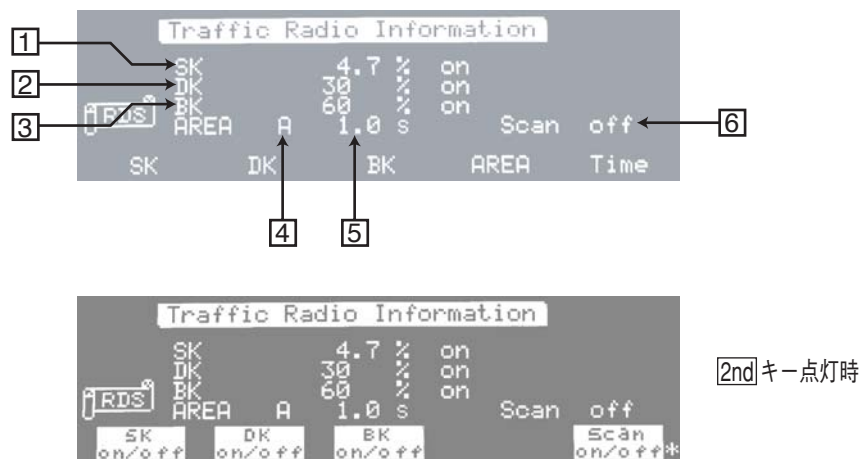 Traffic Radio Information
1 SK 4.7 % on
2 DK 30 % on
3 BK 60 % on
RDS AREA A 1.0 s Scan off 6
SK DK BK AREA Time
4 5
Traffic Radio Information
SK 4.7 % on
DK 30 % on
BK 60 % on
RDS AREA A 1.0 s Scan off
SK on/off DK on/off BK on/off Scan on/off*
2ndキー点灯時